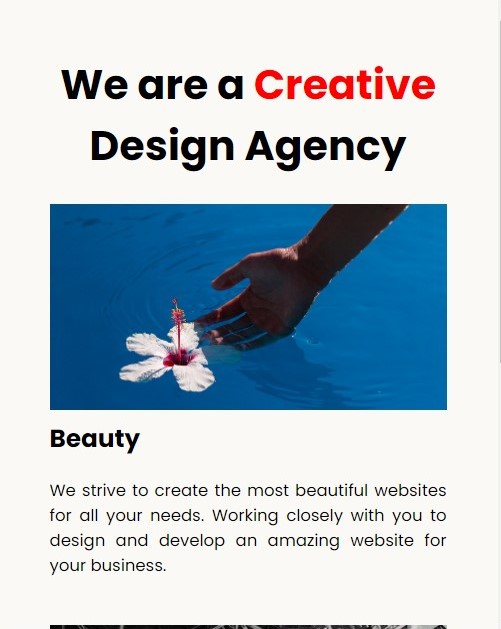 We are a Creative
Design Agency
Beauty
We strive to create the most beautiful websites
for all your needs. Working closely with you to
design and develop an amazing website for
your business.